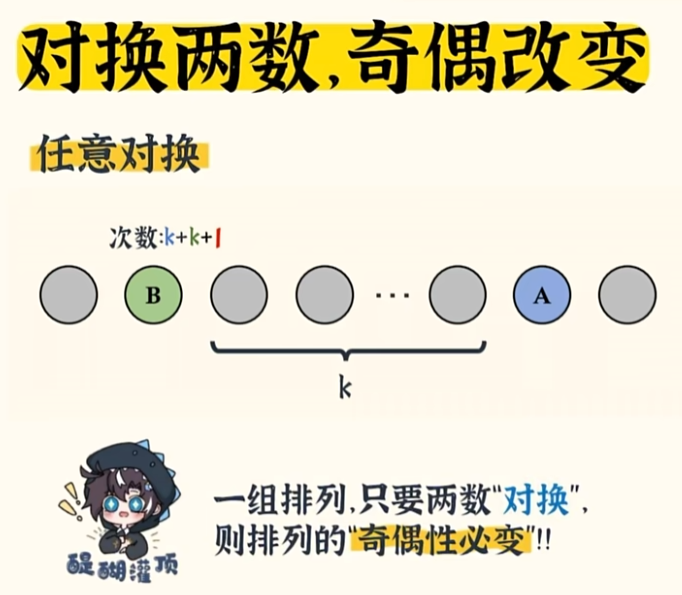 对换两数,奇偶改变
任意对换
次数:k+k+1
B ··· A
k
一组排列,只要两数“对换”,
则排列的“奇偶性必变”!!
醍醐灌顶